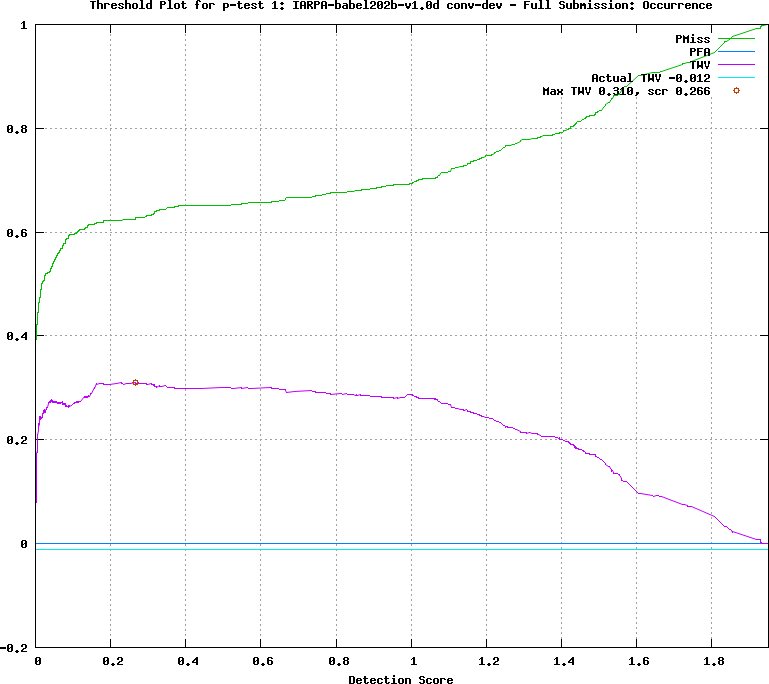 Threshold Plot for p-test 1: IARPA-babel202b-v1.0d conv-dev - Full Submission: Occurrence
PMiss
PFA
TWV
Actual TWV -0.012
Max TWV 0.310, scr 0.266
1
0.8
0.6
0.4
0.2
0
-0.2
0 0.2 0.4 0.6 0.8 1 1.2 1.4 1.6 1.8
Detection Score